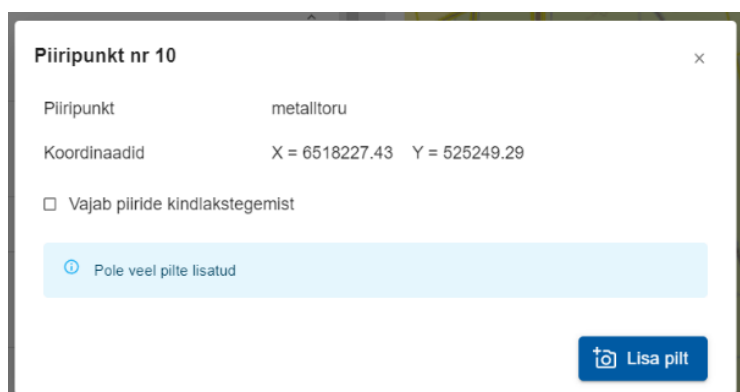 Piiripunkt nr 10
Piiripunkt metalltoru
Koordinaadid X = 6518227.43 Y = 525249.29
Vajab piiride kindlakstegemist
Pole veel pilte lisatud
Lisa pilt